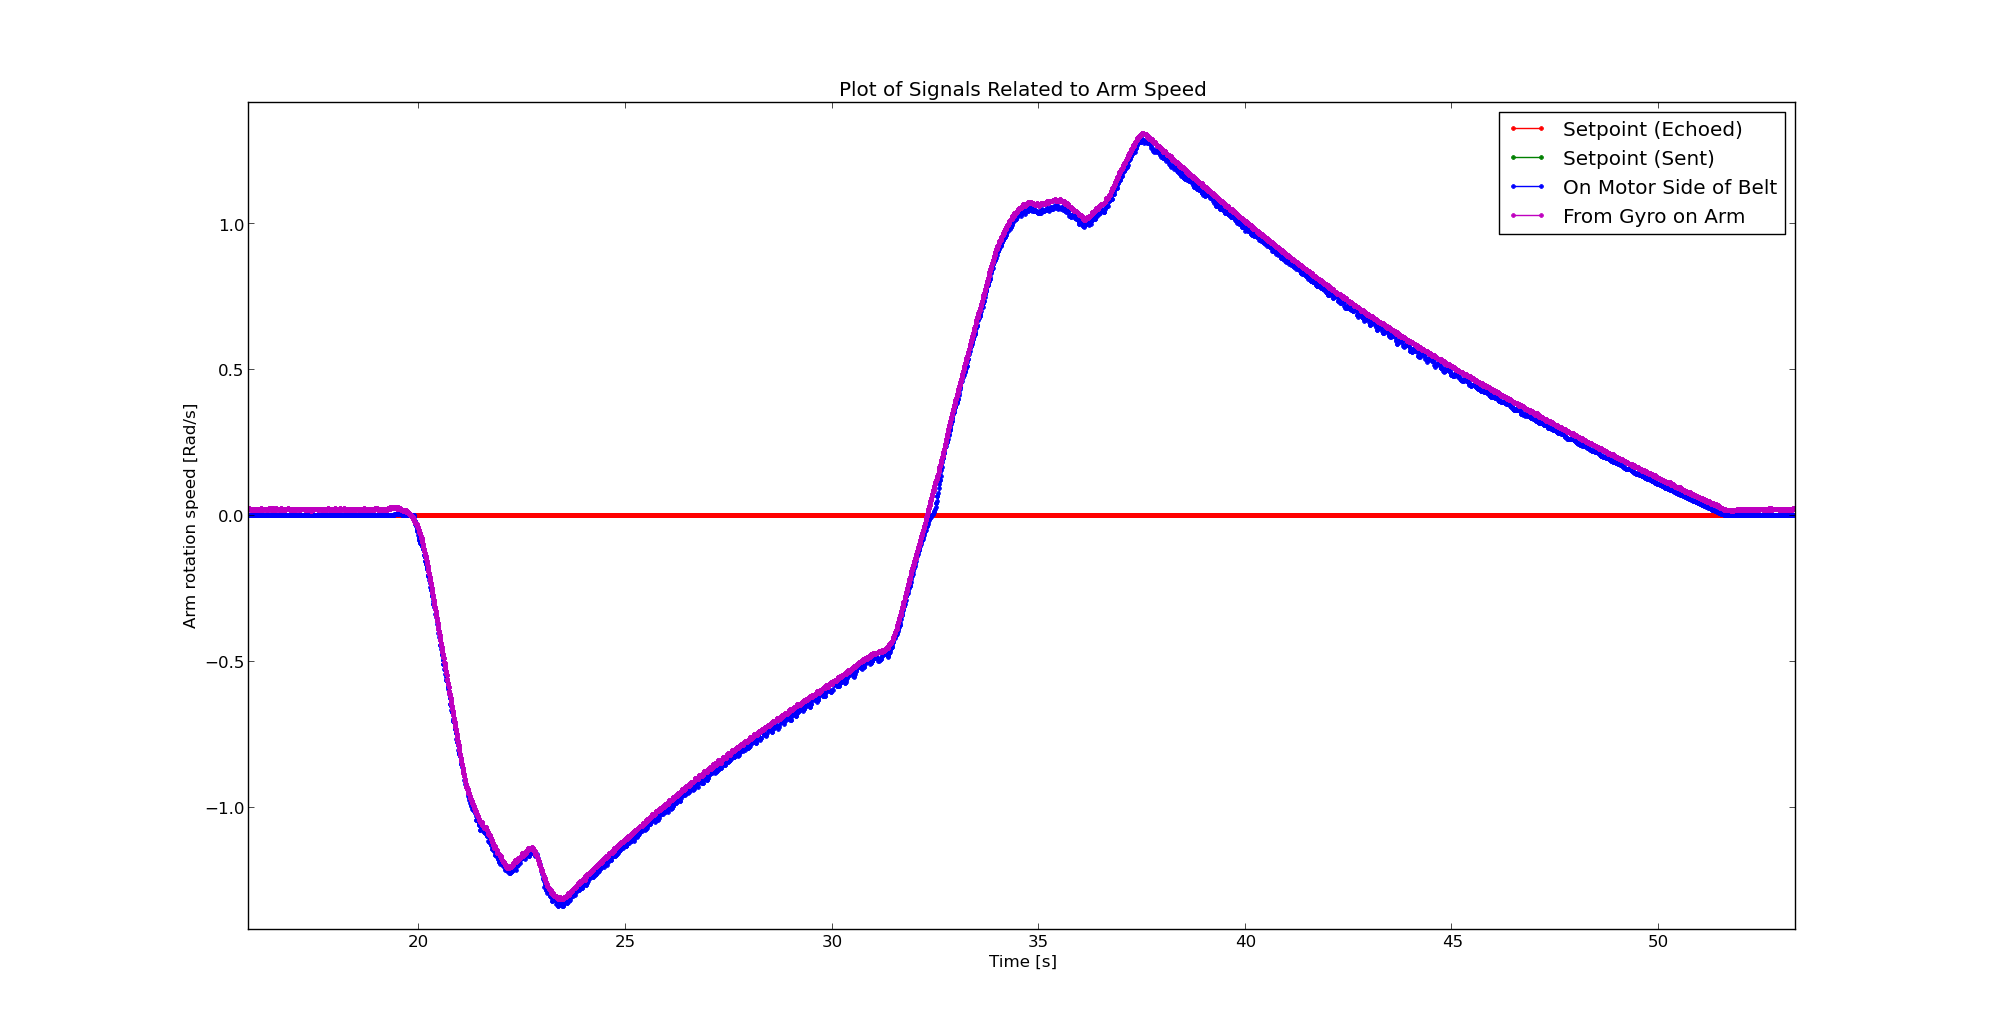 Plot of Signals Related to Arm Speed
Setpoint (Echoed)
Setpoint (Sent)
On Motor Side of Belt
From Gyro on Arm
Arm rotation speed [Rad/s]
1.0
0.5
0.0
−0.5
−1.0
20 25 30 35 40 45 50
Time [s]